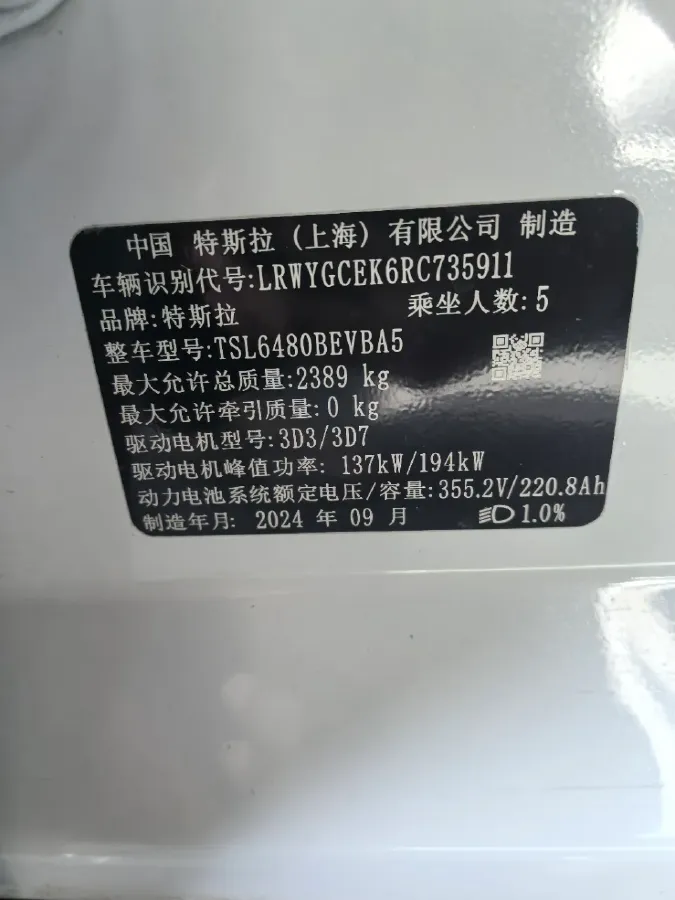 中国 特斯拉（上海）有限公司 制造
车辆识别代号:LRWYGCEK6RC735911
品牌:特斯拉 乘坐人数:5
整车型号:TSL6480BEVBA5
最大允许总质量:2389 kg
最大允许牵引质量:0 kg
驱动电机型号:3D3/3D7
驱动电机峰值功率: 137kW/194kW
动力电池系统额定电压/容量:355.2V/220.8Ah
制造年月: 2024 年 09 月 1.0%